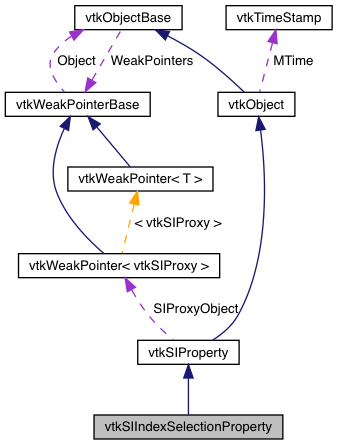 vtkObjectBase
vtkTimeStamp
Object
WeakPointers
MTime
vtkWeakPointerBase
vtkObject
vtkWeakPointer< T >
< vtkSIProxy >
vtkWeakPointer< vtkSIProxy >
SIProxyObject
vtkSIProperty
vtkSIIndexSelectionProperty